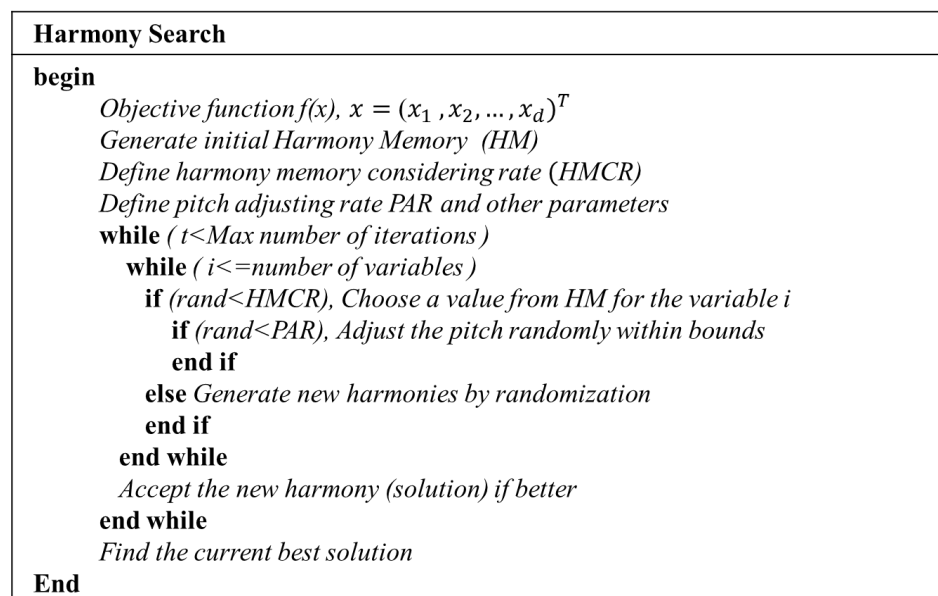 Harmony Search
begin
Objective function f(x), x = (x₁ ,x₂, …, x_d)ᵀ
Generate initial Harmony Memory (HM)
Define harmony memory considering rate (HMCR)
Define pitch adjusting rate PAR and other parameters
while ( t<Max number of iterations )
while ( i<=number of variables )
if (rand<HMCR), Choose a value from HM for the variable i
if (rand<PAR), Adjust the pitch randomly within bounds
end if
else Generate new harmonies by randomization
end if
end while
Accept the new harmony (solution) if better
end while
Find the current best solution
End